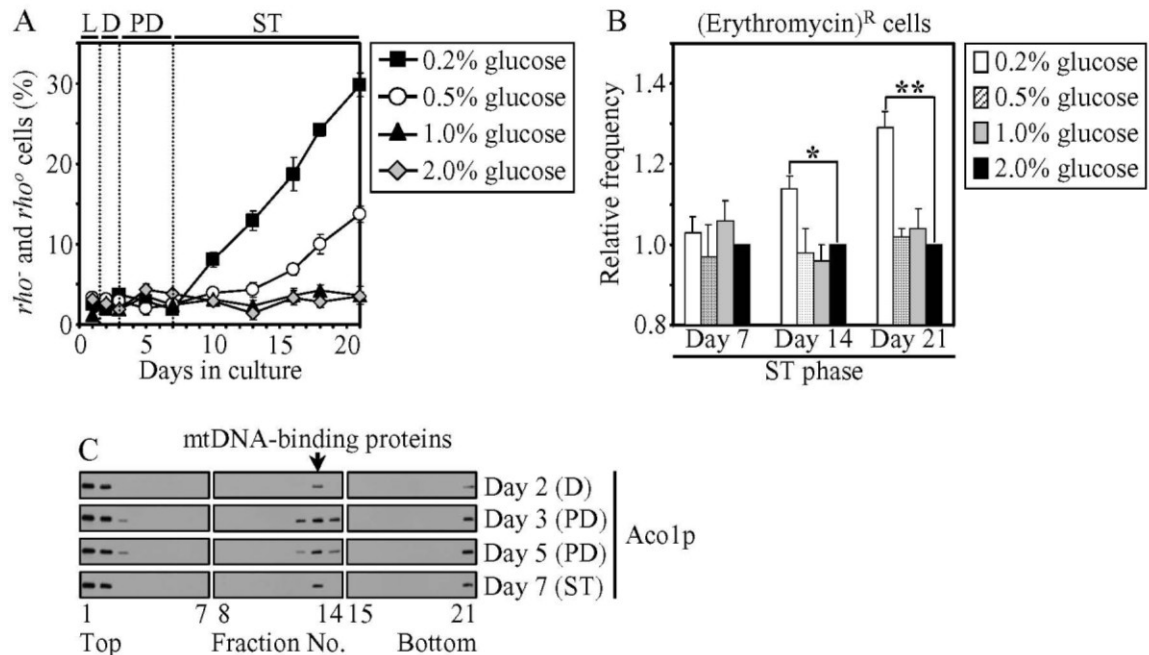 A
L D PD ST
rho⁻ and rho⁰ cells (%)
30
20
10
0
0 5 10 15 20
Days in culture
0.2% glucose
0.5% glucose
1.0% glucose
2.0% glucose
B
(Erythromycin)ᴿ cells
Relative frequency
1.4
1.2
1.0
0.8
*
**
Day 7 Day 14 Day 21
ST phase
0.2% glucose
0.5% glucose
1.0% glucose
2.0% glucose
C
mtDNA-binding proteins
Day 2 (D)
Day 3 (PD)
Day 5 (PD)
Day 7 (ST)
Aco1p
1 7 8 14 15 21
Top Fraction No. Bottom